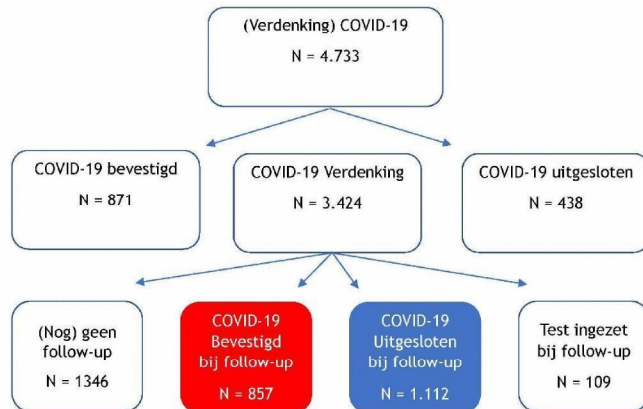 (Verdenking) COVID-19
N = 4.733
COVID-19 bevestigd
N = 871
COVID-19 Verdenking
N = 3.424
COVID-19 uitgesloten
N = 438
(Nog) geen
follow-up
N = 1346
COVID-19
Bevestigd
bij follow-up
N = 857
COVID-19
Uitgesloten
bij follow-up
N = 1.112
Test ingezet
bij follow-up
N = 109